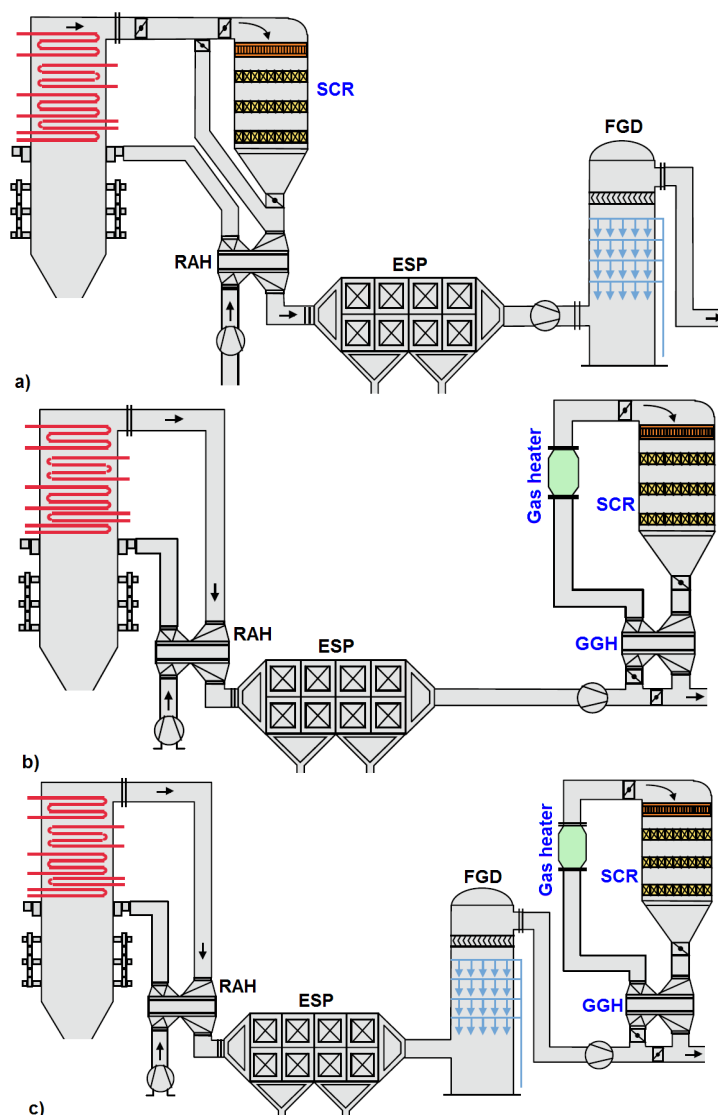 SCR
FGD
RAH
ESP
a)
Gas heater
SCR
RAH
ESP
GGH
b)
Gas heater
SCR
FGD
RAH
ESP
GGH
c)